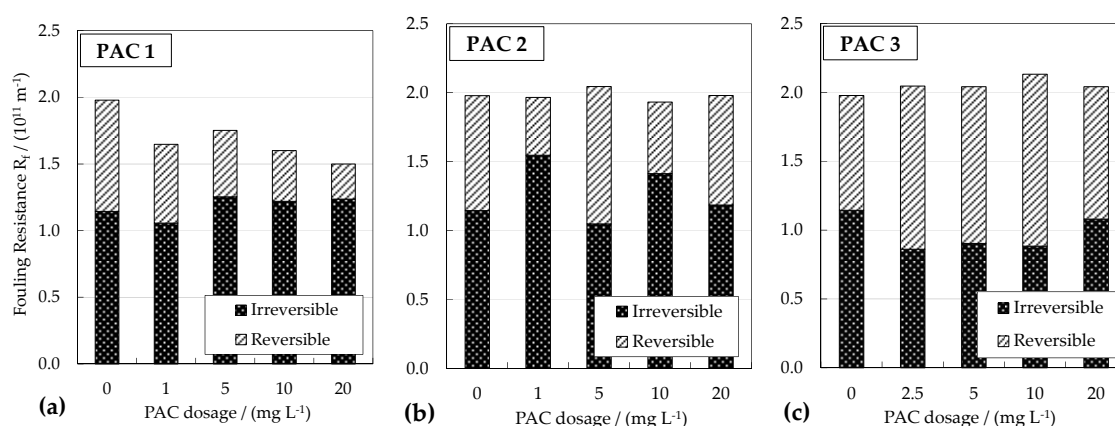 Fouling Resistance Rf / (10¹¹ m⁻¹)
PAC 1
2.5
2.0
1.5
1.0
0.5
0.0
Irreversible
Reversible
0 1 5 10 20
PAC dosage / (mg L⁻¹)
(a)
PAC 2
2.5
2.0
1.5
1.0
0.5
0.0
Irreversible
Reversible
0 1 5 10 20
PAC dosage / (mg L⁻¹)
(b)
PAC 3
2.5
2.0
1.5
1.0
0.5
0.0
Irreversible
Reversible
0 2.5 5 10 20
PAC dosage / (mg L⁻¹)
(c)